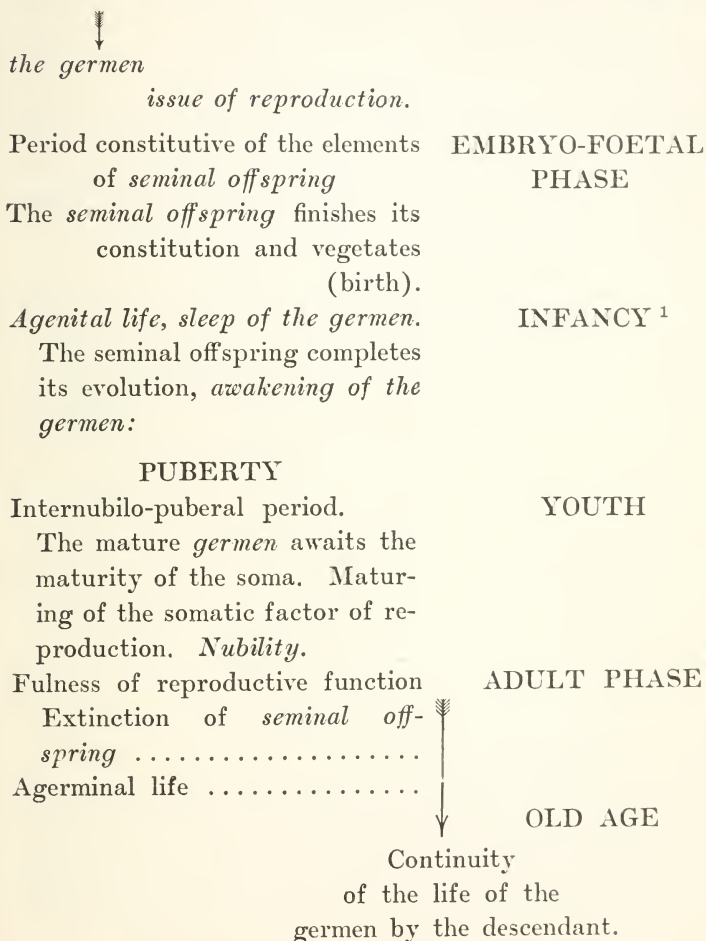 the germen
issue of reproduction.
Period constitutive of the elements EMBRYO-FOETAL
of seminal offspring PHASE
The seminal offspring finishes its
constitution and vegetates
(birth).
Agenital life, sleep of the germen. INFANCY 1
The seminal offspring completes
its evolution, awakening of the
germen:
PUBERTY
Internubilo-puberal period. YOUTH
The mature germen awaits the
maturity of the soma. Matur-
ing of the somatic factor of re-
production. Nubility.
Fulness of reproductive function ADULT PHASE
Extinction of seminal off-
spring .....................
Agerminal life ................
OLD AGE
Continuity
of the life of the
germen by the descendant.